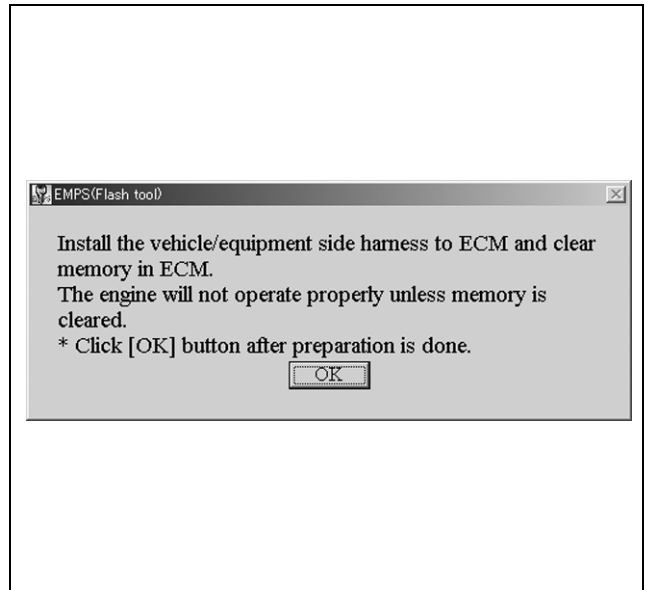 EMPS(Flash tool)
Install the vehicle/equipment side harness to ECM and clear
memory in ECM.
The engine will not operate properly unless memory is
cleared.
* Click [OK] button after preparation is done.
OK